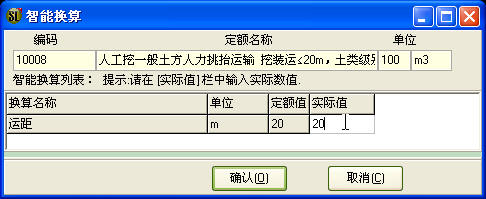 SL 智能换算
编码 定额名称 单位
10008 人工挖一般土方人力挑抬运输 挖装运≤20m，土类级别 100 m3
智能换算列表： 提示:请在 [实际值] 栏中输入实际数值.
换算名称 单位 定额值 实际值
运距 m 20 20
确认(O) 取消(C)